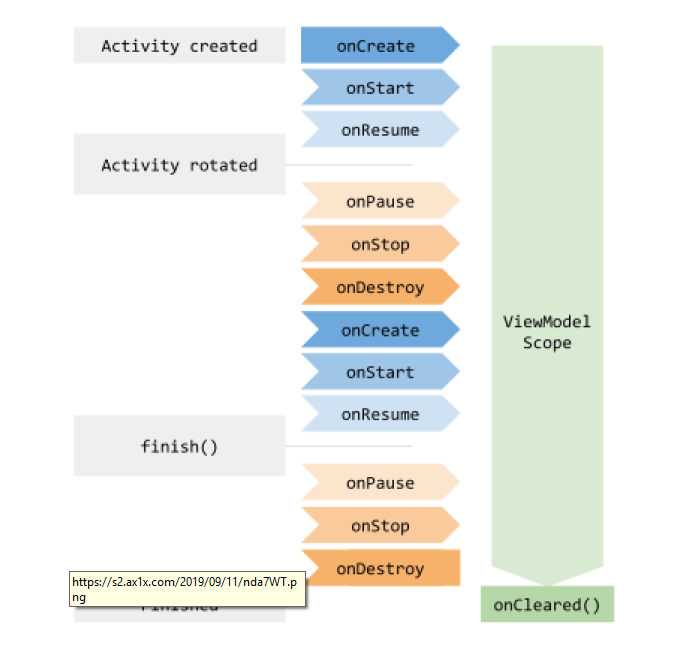 Activity created
onCreate
onStart
onResume
Activity rotated
onPause
onStop
onDestroy
onCreate
onStart
onResume
ViewModel
Scope
finish()
onPause
onStop
onDestroy
https://s2.ax1x.com/2019/09/11/nda7WT.p
ng
Finished
onCleared()